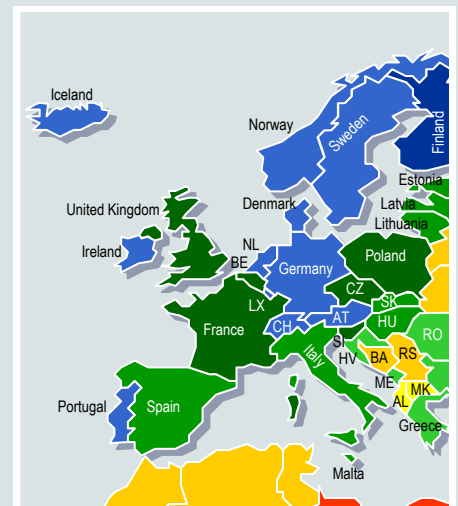 Iceland
Norway
Sweden
Finland
Estonia
Latvia
Lithuania
United Kingdom
Denmark
Ireland
NL
BE
Germany
Poland
CZ
LX
SK
France
CH
AT
HU
SI
HV
Italy
RO
BA
RS
ME
AL
MK
Portugal
Spain
Greece
Malta